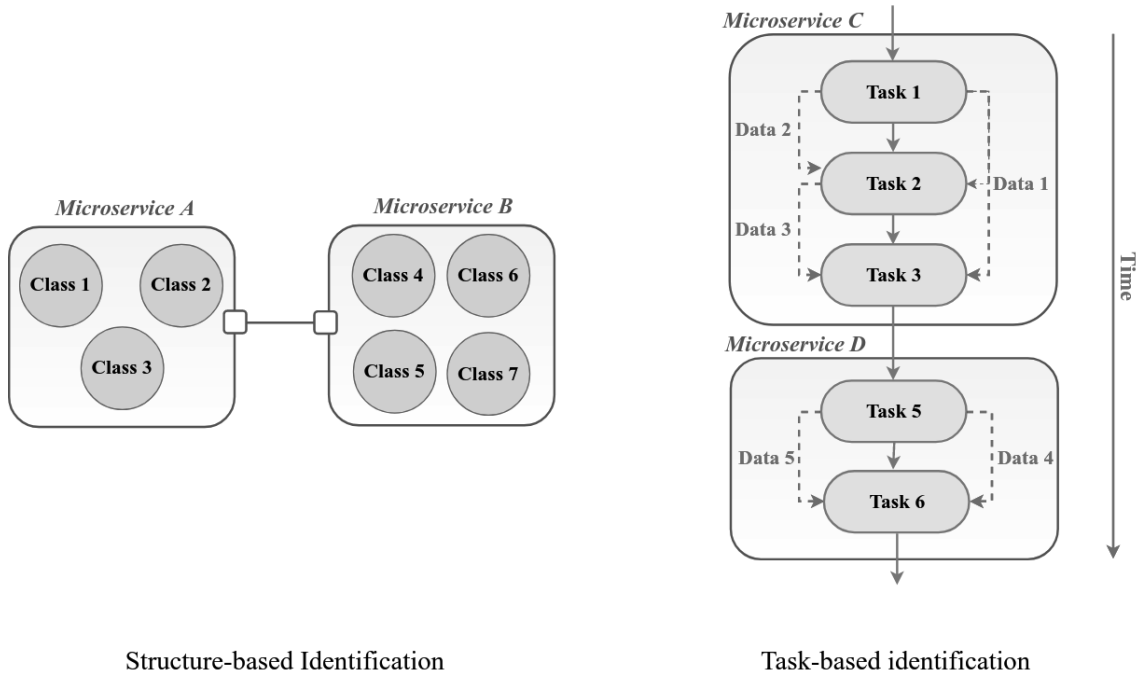 Microservice A
Class 1
Class 2
Class 3
Microservice B
Class 4
Class 6
Class 5
Class 7
Structure-based Identification
Microservice C
Task 1
Data 2
Task 2
Data 1
Data 3
Task 3
Microservice D
Task 5
Data 5
Data 4
Task 6
Time
Task-based identification